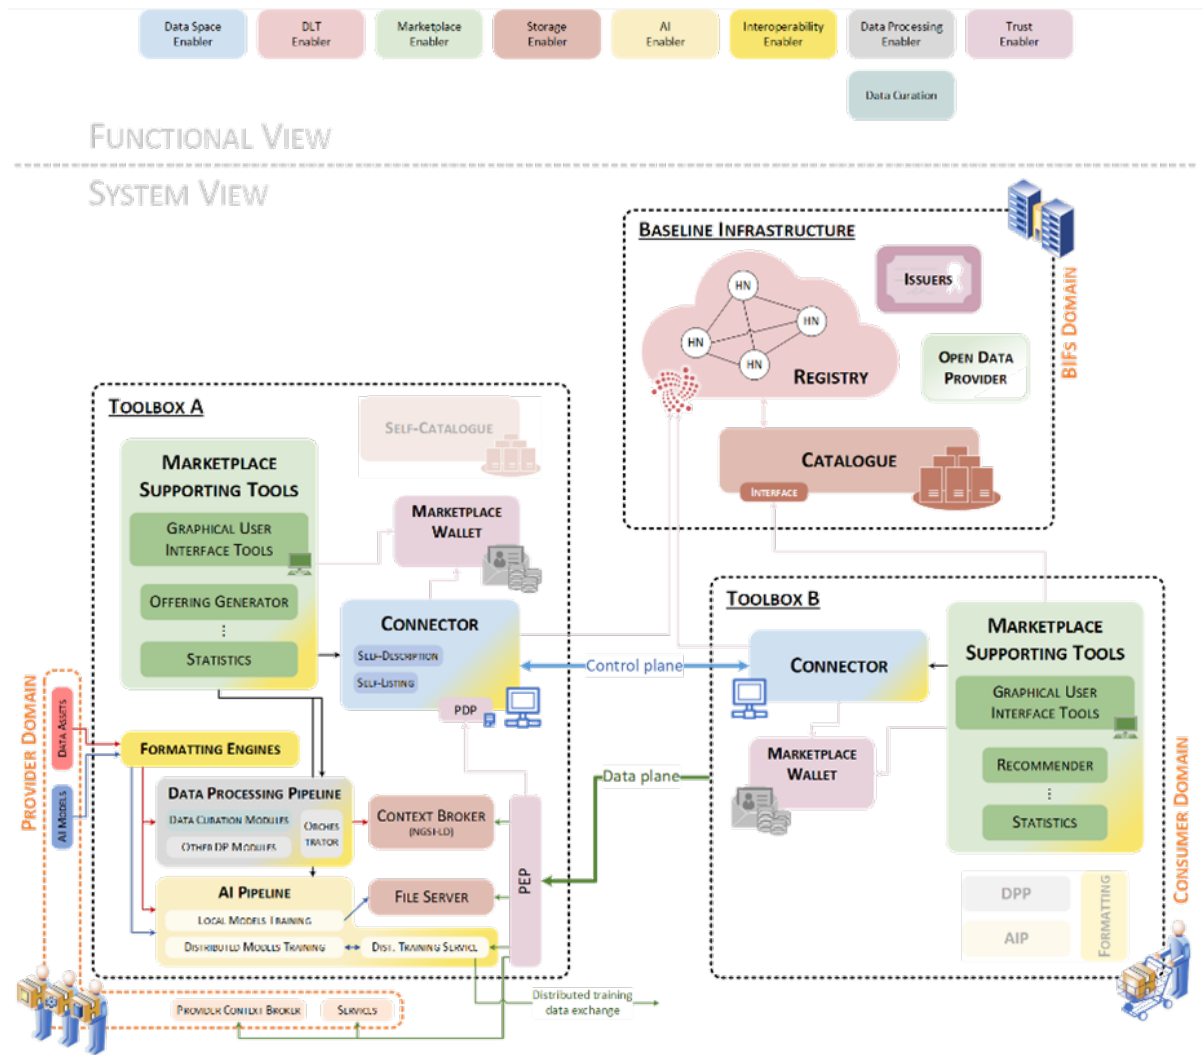 Data Space
Enabler
DLT
Enabler
Marketplace
Enabler
Storage
Enabler
AI
Enabler
Interoperability
Enabler
Data Processing
Enabler
Trust
Enabler
Data Curation
FUNCTIONAL VIEW
SYSTEM VIEW
BASELINE INFRASTRUCTURE
HN
HN
HN
HN
REGISTRY
ISSUERS
OPEN DATA
PROVIDER
CATALOGUE
INTERFACE
BIFS DOMAIN
TOOLBOX A
SELF-CATALOGUE
MARKETPLACE
SUPPORTING TOOLS
GRAPHICAL USER
INTERFACE TOOLS
OFFERING GENERATOR
STATISTICS
MARKETPLACE
WALLET
CONNECTOR
SELF-DESCRIPTION
SELF-LISTING
PDP
Control plane
TOOLBOX B
CONNECTOR
MARKETPLACE
SUPPORTING TOOLS
GRAPHICAL USER
INTERFACE TOOLS
RECOMMENDER
STATISTICS
MARKETPLACE
WALLET
PROVIDER DOMAIN
DATA ASSETS
AI MODELS
FORMATTING ENGINES
DATA PROCESSING PIPELINE
DATA CURATION MODULES
OTHER DP MODULES
ORCHES
TRATOR
CONTEXT BROKER
(NGSI-LD)
Data plane
PEP
AI PIPELINE
LOCAL MODELS TRAINING
DISTRIBUTED MODELS TRAINING
DIST. TRAINING SERVICE
FILE SERVER
DPP
AIP
FORMATTING
CONSUMER DOMAIN
PROVIDER CONTEXT BROKER
SERVICES
Distributed training
data exchange